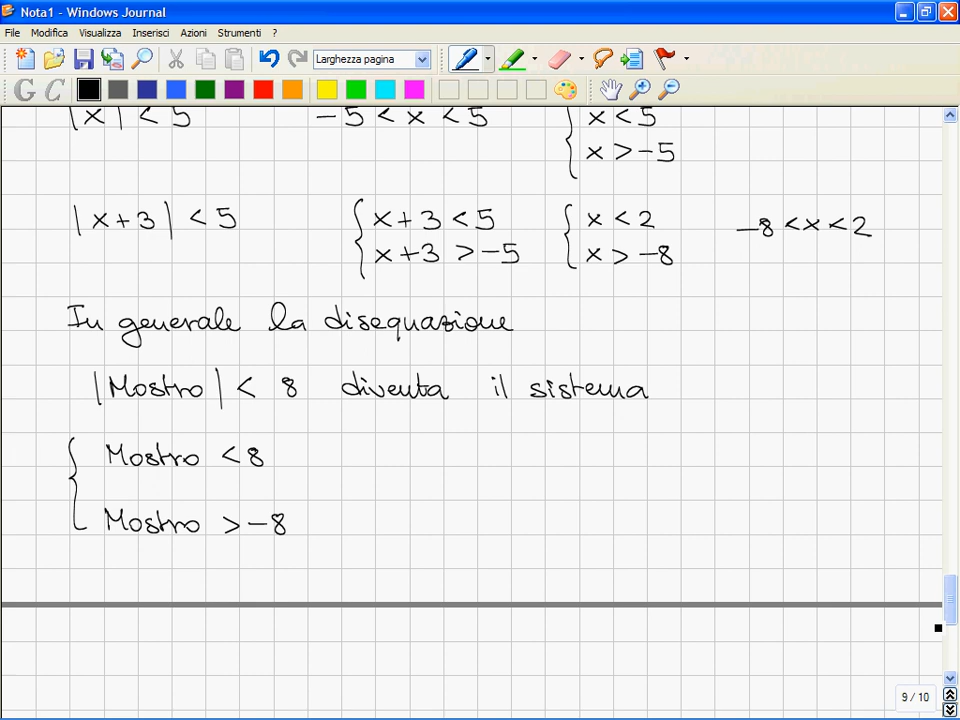 Nota1 - Windows Journal
File Modifica Visualizza Inserisci Azioni Strumenti ?
Larghezza pagina
G C
|x| < 5 -5 < x < 5 { x < 5
x > -5
|x+3| < 5 { x+3 < 5 { x < 2 -8 < x < 2
x+3 > -5 x > -8
In generale la disequazione
|Mostro| < 8 diventa il sistema
{ Mostro < 8
Mostro > -8
9 / 10